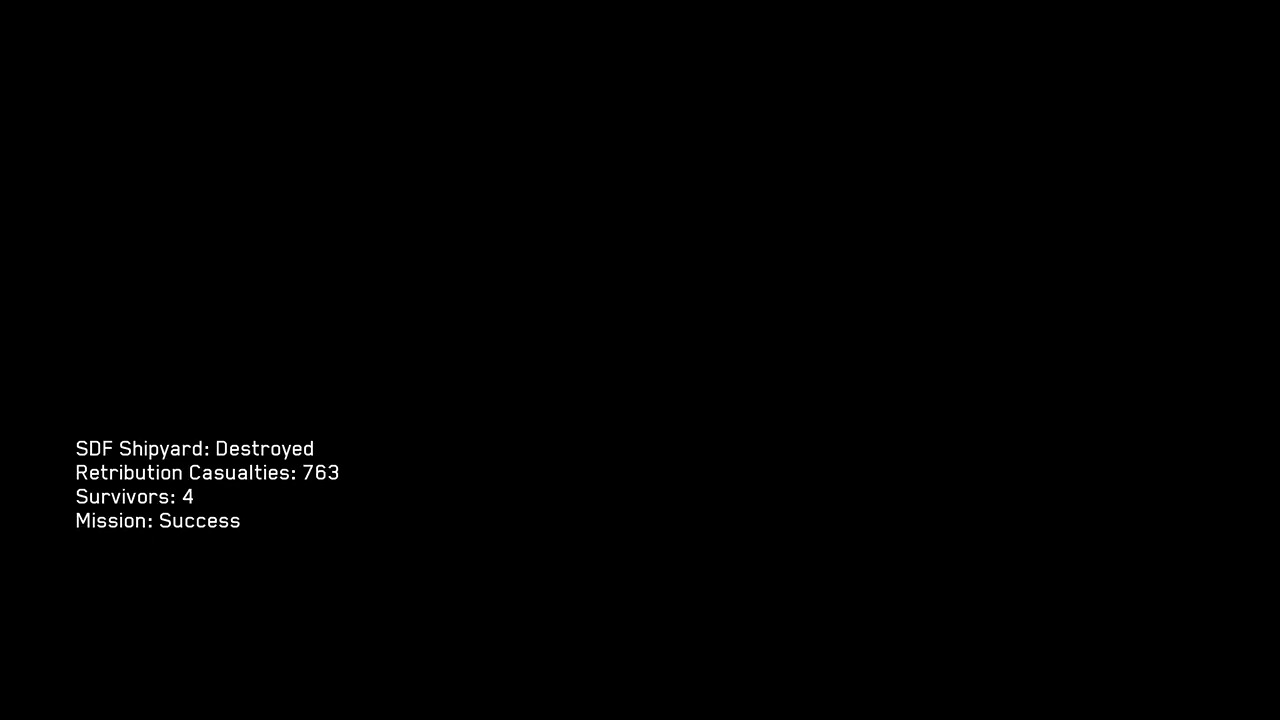 SDF Shipyard: Destroyed
Retribution Casualties: 763
Survivors: 4
Mission: Success